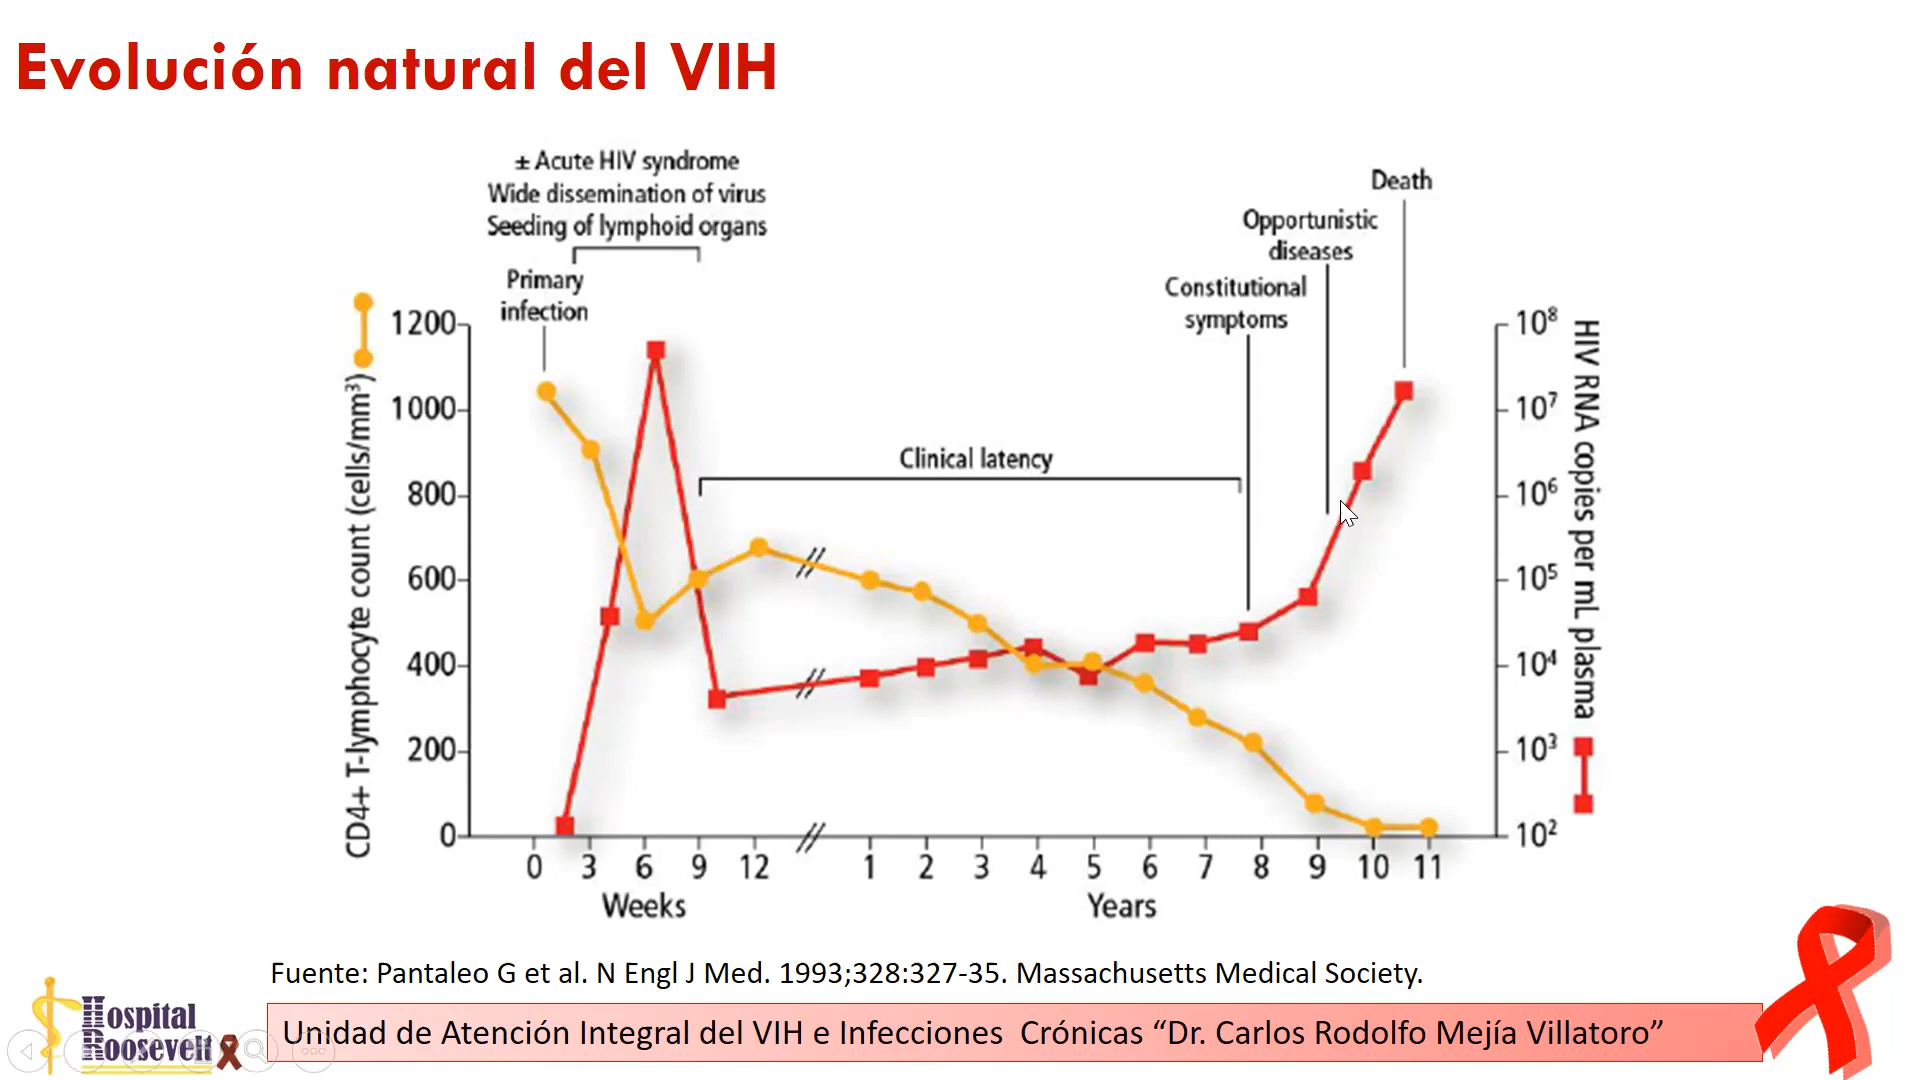 Evolución natural del VIH
± Acute HIV syndrome
Wide dissemination of virus
Seeding of lymphoid organs
Primary
infection
Death
Opportunistic
diseases
Constitutional
symptoms
Clinical latency
CD4+ T-lymphocyte count (cells/mm³)
1200
1000
800
600
400
200
0
10⁸
10⁷
10⁶
10⁵
10⁴
10³
10²
HIV RNA copies per mL plasma
0 3 6 9 12 1 2 3 4 5 6 7 8 9 10 11
Weeks Years
Fuente: Pantaleo G et al. N Engl J Med. 1993;328:327-35. Massachusetts Medical Society.
Hospital
Roosevelt
Unidad de Atención Integral del VIH e Infecciones Crónicas “Dr. Carlos Rodolfo Mejía Villatoro”